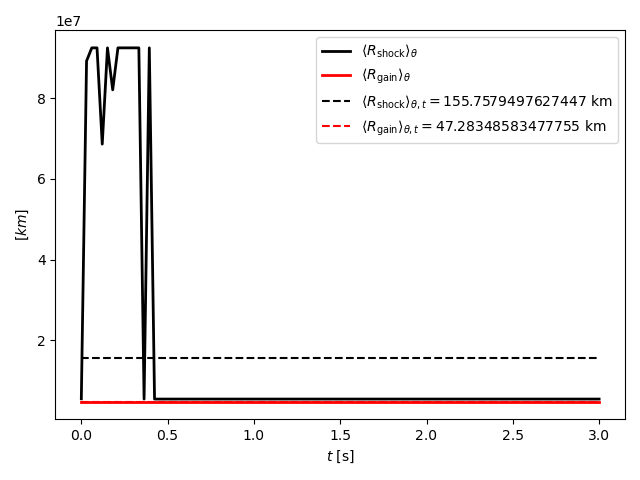 1e7
⟨R_shock⟩_θ
⟨R_gain⟩_θ
⟨R_shock⟩_θ,t = 155.7579497627447 km
⟨R_gain⟩_θ,t = 47.28348583477755 km
8
6
4
2
[km]
0.0 0.5 1.0 1.5 2.0 2.5 3.0
t [s]